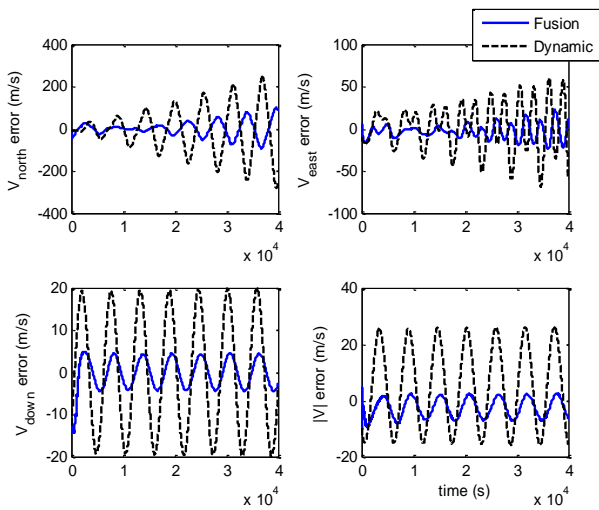 Fusion
Dynamic
400
200
0
-200
-400
V_north error (m/s)
0 1 2 3 4
x 10^4
100
50
0
-50
-100
V_east error (m/s)
0 1 2 3 4
x 10^4
20
10
0
-10
-20
V_down error (m/s)
0 1 2 3 4
x 10^4
40
20
0
-20
|V| error (m/s)
0 1 2 3 4
time (s)
x 10^4